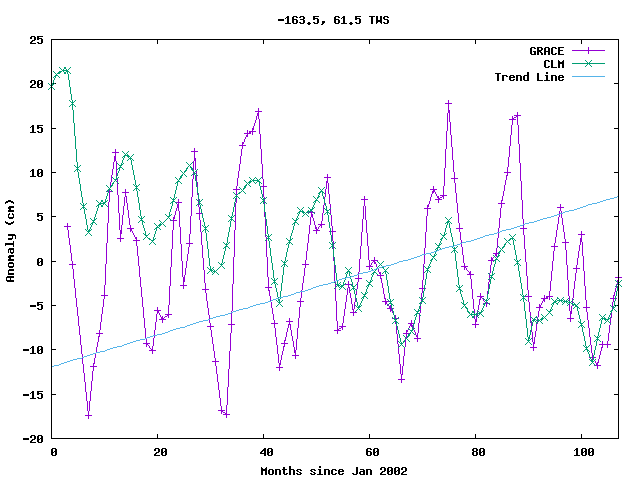 -163.5, 61.5 TWS
GRACE
CLM
Trend Line
25
20
15
10
5
0
-5
-10
-15
-20
Anomaly (cm)
0 20 40 60 80 100
Months since Jan 2002